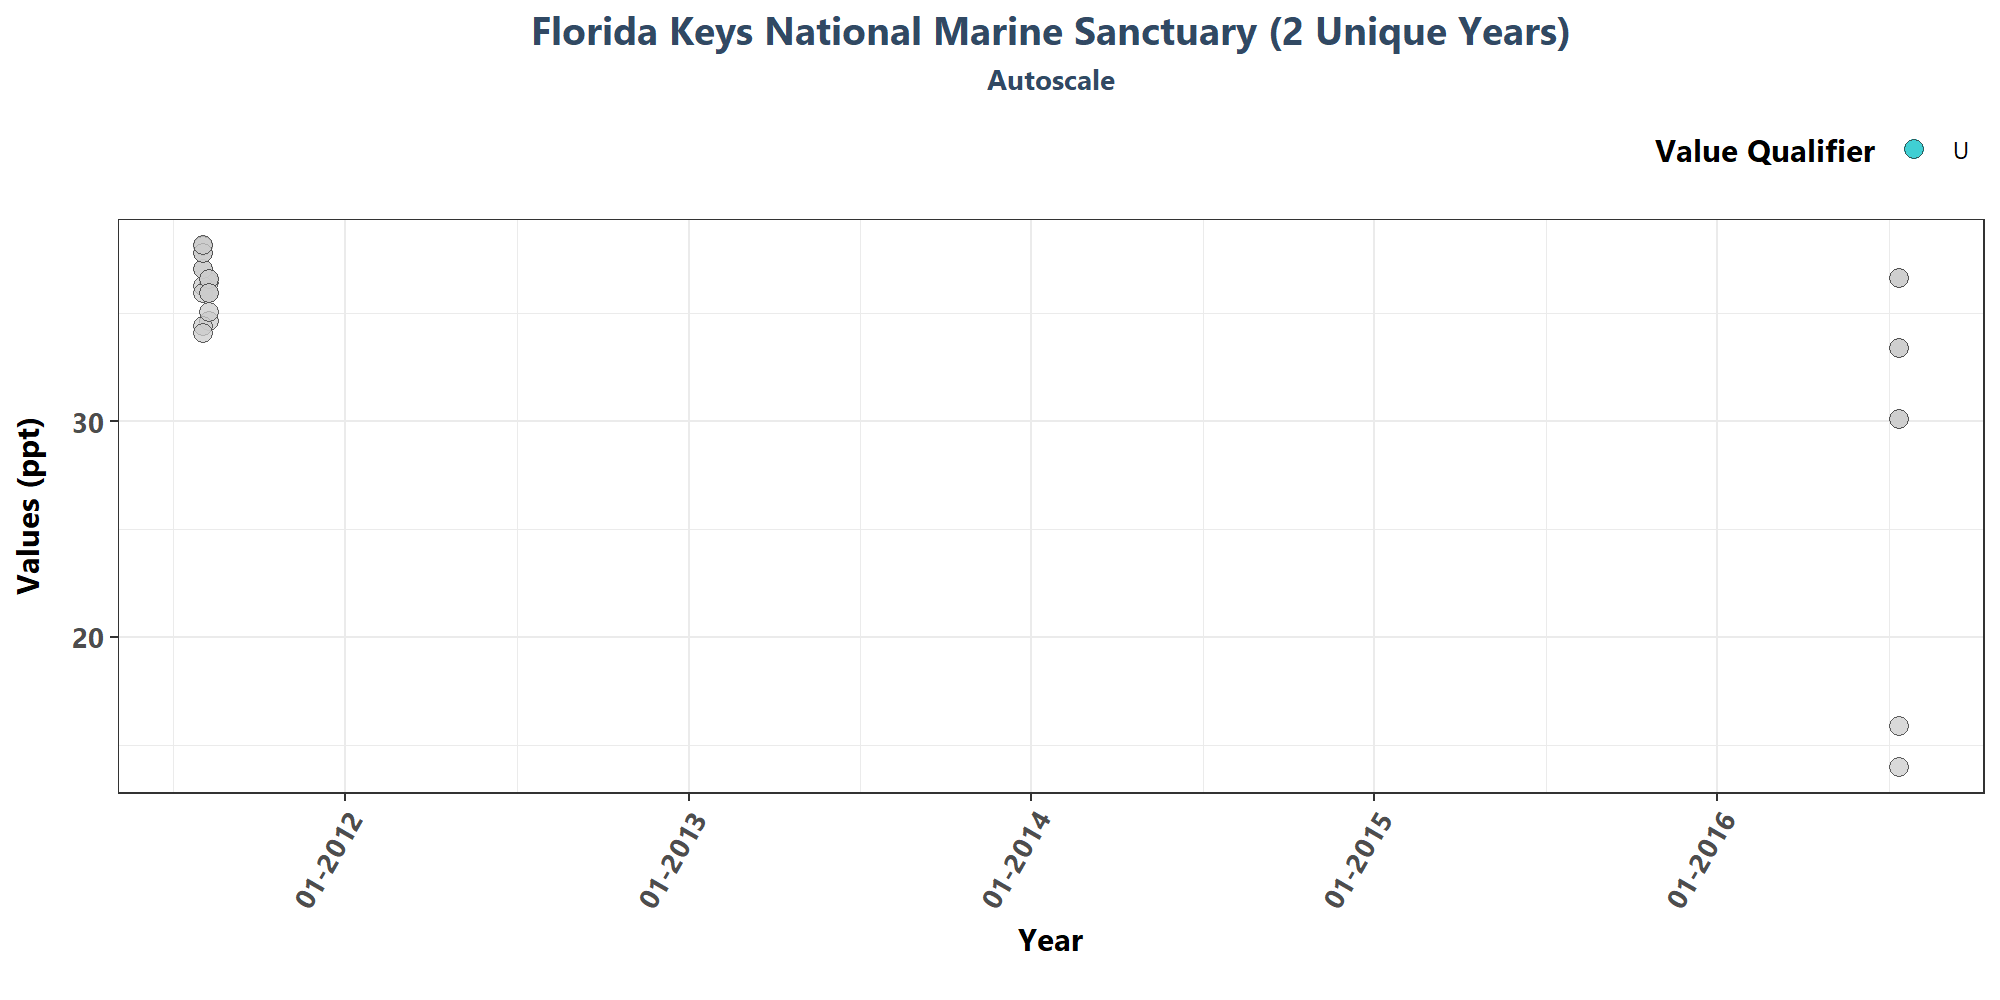 Florida Keys National Marine Sanctuary (2 Unique Years)
Autoscale
Value Qualifier U
Values (ppt)
30
20
01-2012
01-2013
01-2014
01-2015
01-2016
Year